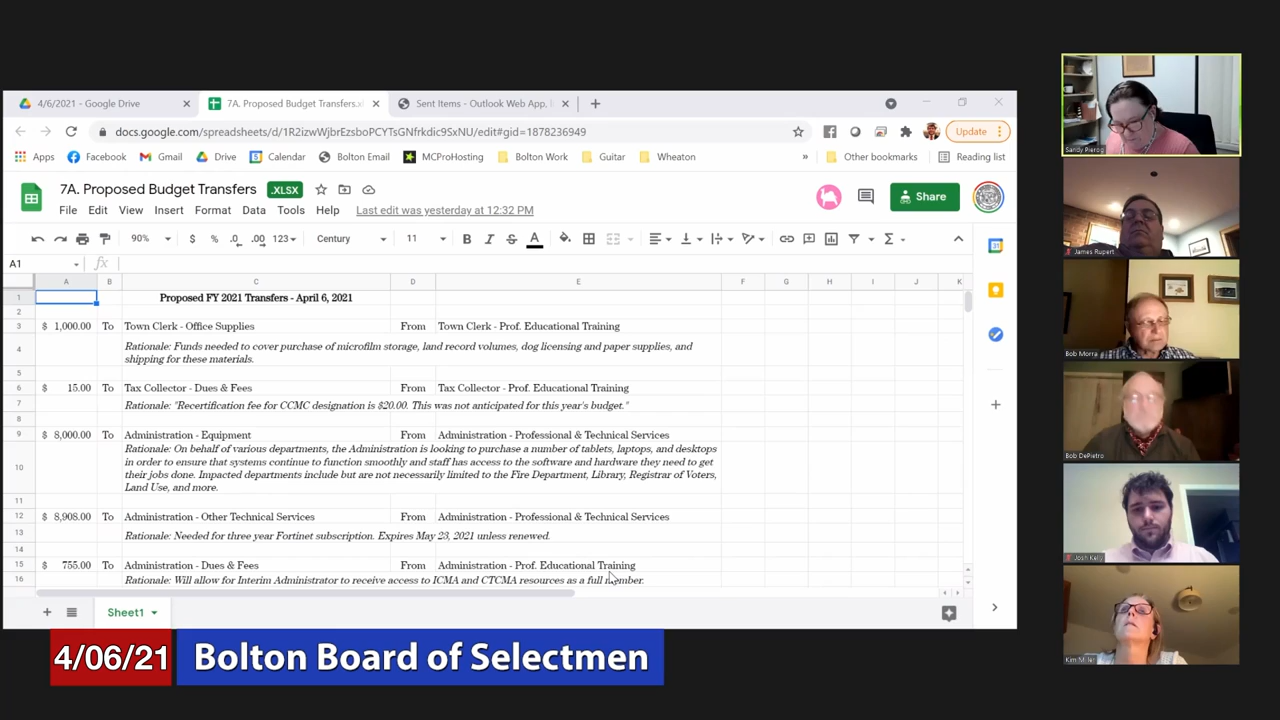 4/6/2021 - Google Drive
7A. Proposed Budget Transfers.xl
Sent Items - Outlook Web App, l
docs.google.com/spreadsheets/d/1R2izwWjbrEzsboPCYTsGNfrkdic9SxNU/edit#gid=1878236949
Update
Apps Facebook Gmail Drive Calendar Bolton Email MCProHosting Bolton Work Guitar Wheaton » Other bookmarks Reading list
7A. Proposed Budget Transfers .XLSX
Share
File Edit View Insert Format Data Tools Help Last edit was yesterday at 12:32 PM
90% $ % .0 .00 123 Century 11 B I S A
A1 fx
A B C D E F G H I J K
1 Proposed FY 2021 Transfers - April 6, 2021
2
3 $ 1,000.00 To Town Clerk - Office Supplies From Town Clerk - Prof. Educational Training
4 Rationale: Funds needed to cover purchase of microfilm storage, land record volumes, dog licensing and paper supplies, and
shipping for these materials.
5
6 $ 15.00 To Tax Collector - Dues & Fees From Tax Collector - Prof. Educational Training
7 Rationale: "Recertification fee for CCMC designation is $20.00. This was not anticipated for this year's budget."
8
9 $ 8,000.00 To Administration - Equipment From Administration - Professional & Technical Services
Rationale: On behalf of various departments, the Administration is looking to purchase a number of tablets, laptops, and desktops
10 in order to ensure that systems continue to function smoothly and staff has access to the software and hardware they need to get
their jobs done. Impacted departments include but are not necessarily limited to the Fire Department, Library, Registrar of Voters,
Land Use, and more.
11
12 $ 8,908.00 To Administration - Other Technical Services From Administration - Professional & Technical Services
13 Rationale: Needed for three year Fortinet subscription. Expires May 23, 2021 unless renewed.
14
15 $ 755.00 To Administration - Dues & Fees From Administration - Prof. Educational Training
16 Rationale: Will allow for Interim Administrator to receive access to ICMA and CTCMA resources as a full member.
Sheet1
4/06/21 Bolton Board of Selectmen
Sandy Pierog
James Rupert
Bob Morra
Bob DePietro
Josh Kelly
Kim Miller